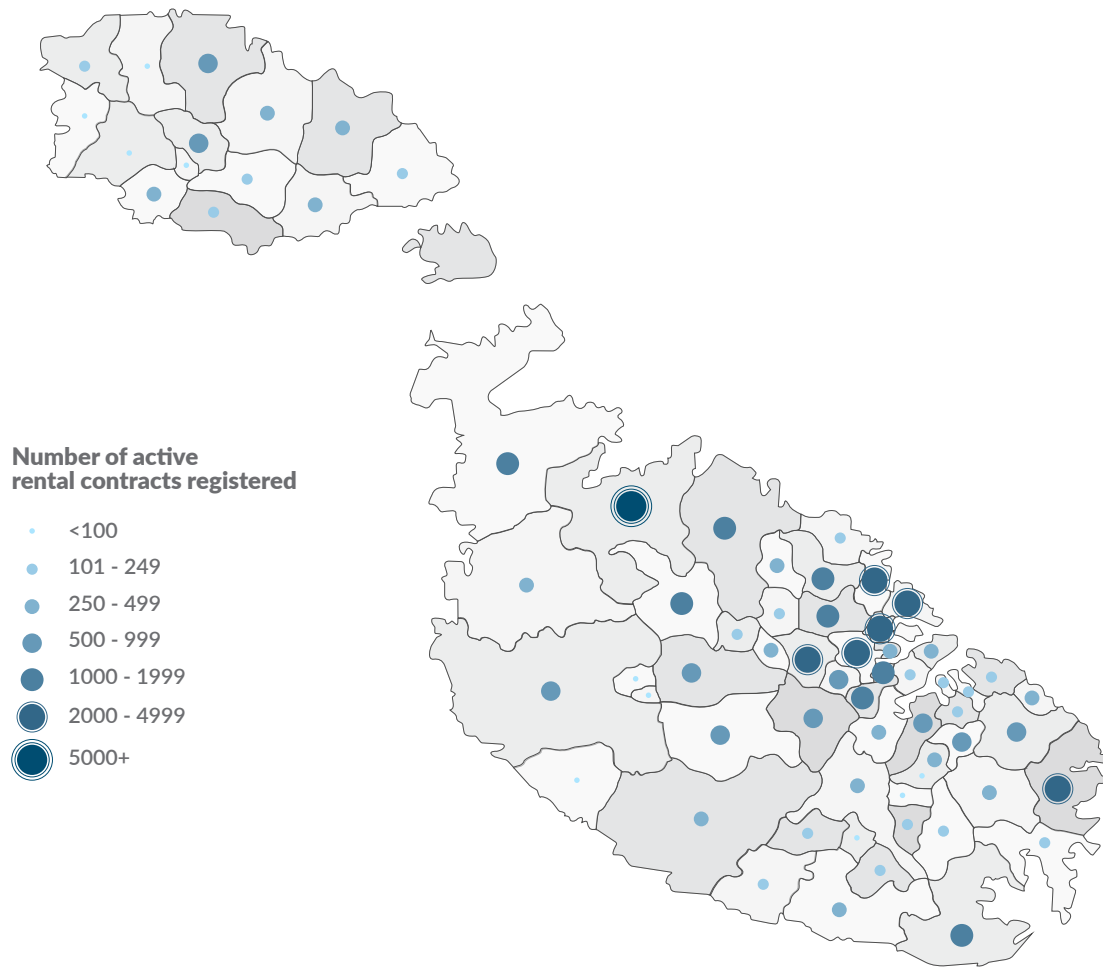 Number of active
rental contracts registered
<100
101 - 249
250 - 499
500 - 999
1000 - 1999
2000 - 4999
5000+